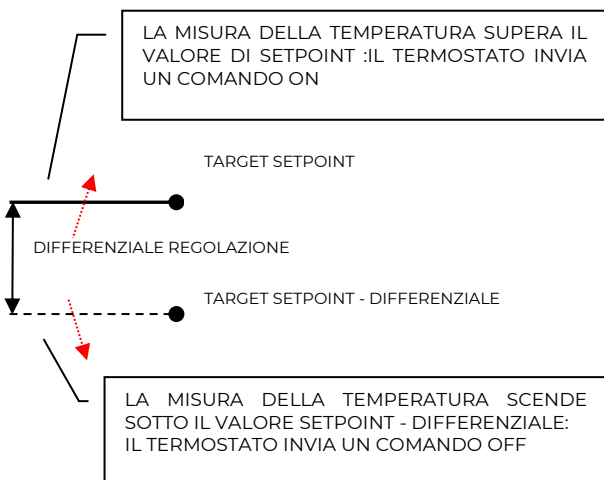 LA MISURA DELLA TEMPERATURA SUPERA IL
VALORE DI SETPOINT :IL TERMOSTATO INVIA
UN COMANDO ON
TARGET SETPOINT
DIFFERENZIALE REGOLAZIONE
TARGET SETPOINT - DIFFERENZIALE
LA MISURA DELLA TEMPERATURA SCENDE
SOTTO IL VALORE SETPOINT - DIFFERENZIALE:
IL TERMOSTATO INVIA UN COMANDO OFF